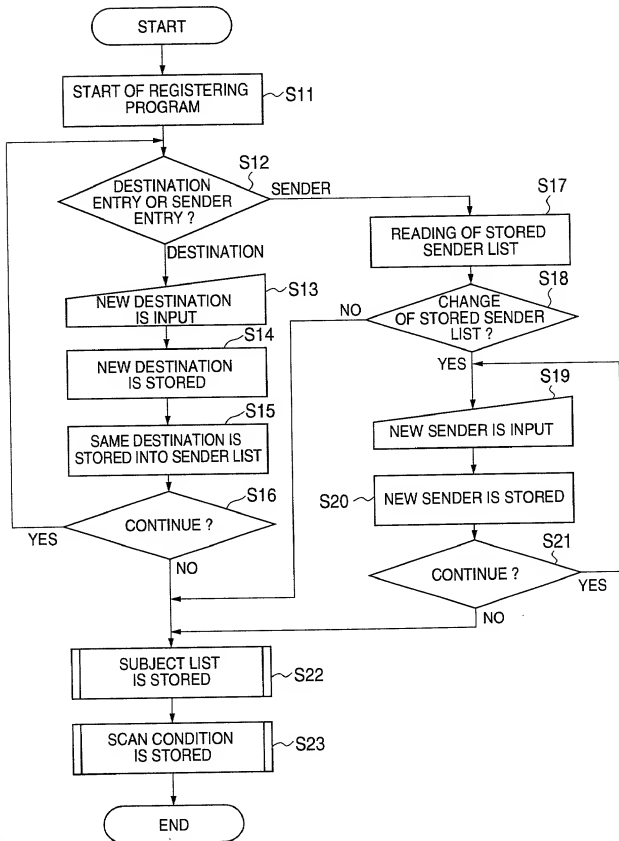 START
START OF REGISTERING
PROGRAM
S11
S12
DESTINATION
ENTRY OR SENDER
ENTRY ?
SENDER
DESTINATION
S13
NEW DESTINATION
IS INPUT
S14
NEW DESTINATION
IS STORED
S15
SAME DESTINATION IS
STORED INTO SENDER LIST
S16
CONTINUE ?
YES
NO
S17
READING OF STORED
SENDER LIST
S18
CHANGE
OF STORED SENDER
LIST ?
NO
YES
S19
NEW SENDER IS INPUT
S20
NEW SENDER IS STORED
S21
CONTINUE ?
YES
NO
SUBJECT LIST
IS STORED
S22
SCAN CONDITION
IS STORED
S23
END